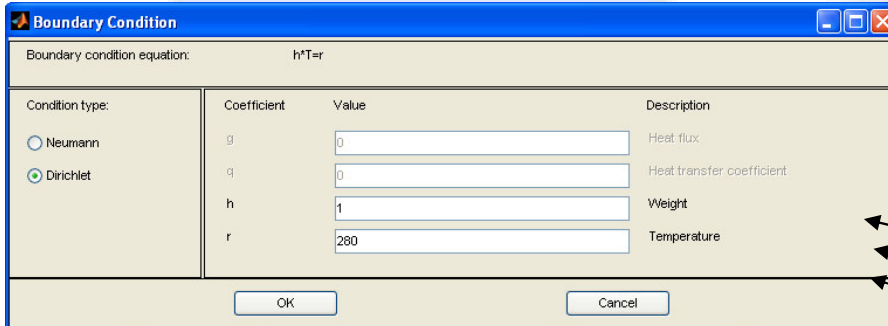 Boundary Condition
Boundary condition equation: h*T=r
Condition type: Coefficient Value Description
Neumann g 0 Heat flux
Dirichlet q 0 Heat transfer coefficient
h 1 Weight
r 280 Temperature
OK Cancel